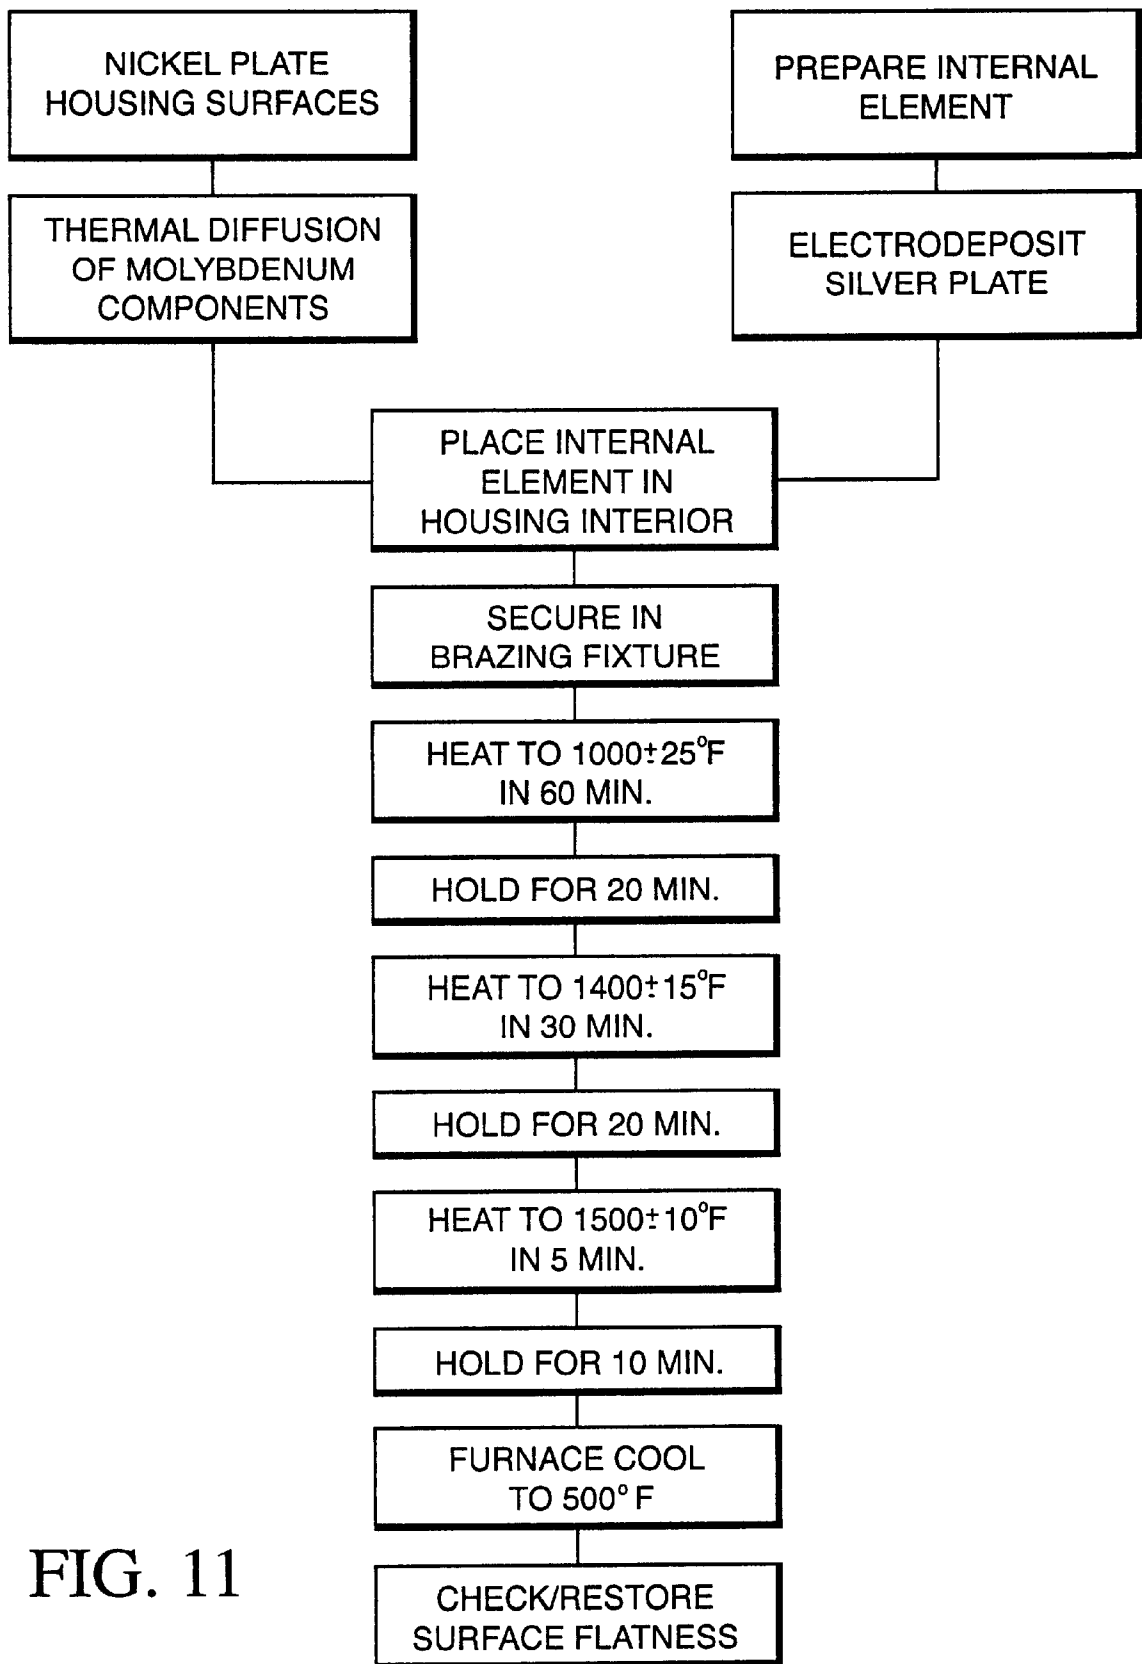 NICKEL PLATE
HOUSING SURFACES
PREPARE INTERNAL
ELEMENT
THERMAL DIFFUSION
OF MOLYBDENUM
COMPONENTS
ELECTRODEPOSIT
SILVER PLATE
PLACE INTERNAL
ELEMENT IN
HOUSING INTERIOR
SECURE IN
BRAZING FIXTURE
HEAT TO 1000±25°F
IN 60 MIN.
HOLD FOR 20 MIN.
HEAT TO 1400±15°F
IN 30 MIN.
HOLD FOR 20 MIN.
HEAT TO 1500±10°F
IN 5 MIN.
HOLD FOR 10 MIN.
FURNACE COOL
TO 500° F
CHECK/RESTORE
SURFACE FLATNESS
FIG. 11